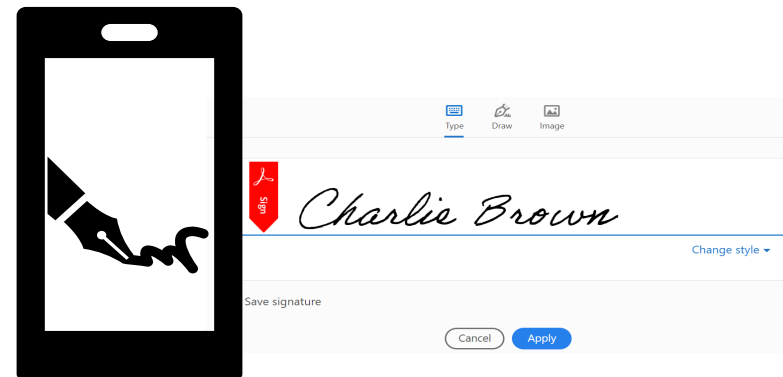 Type Draw Image
Sign
Charlie Brown
Change style
Save signature
Cancel Apply